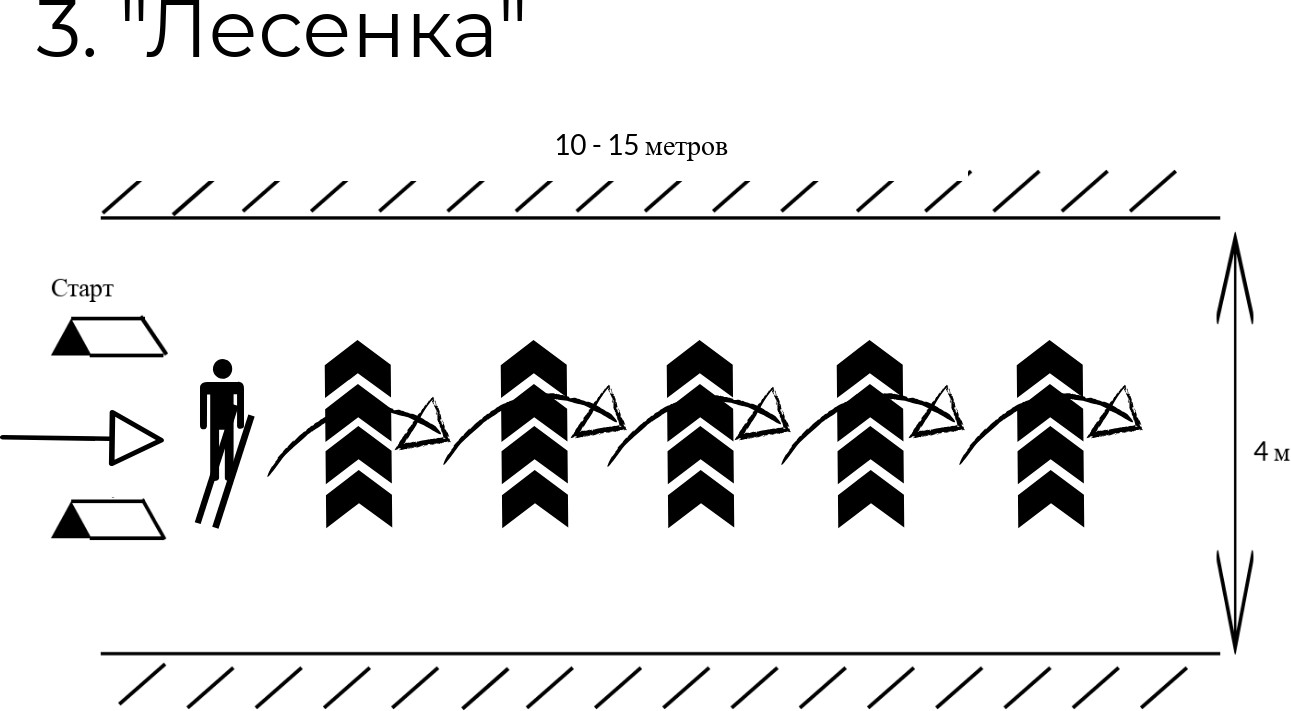 3. "Лесенка"
10 - 15 метров
Старт
4 м